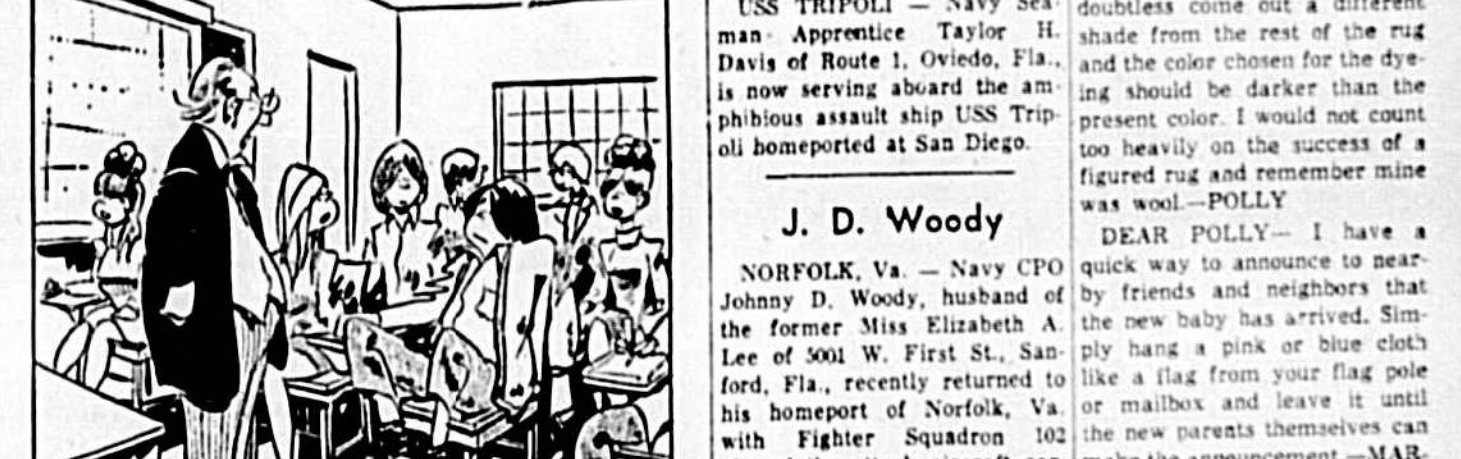 USS TRIPOLI — Navy Sea-
man Apprentice Taylor H.
Davis of Route 1, Oviedo, Fla.,
is now serving aboard the am-
phibious assault ship USS Trip-
oli homeported at San Diego.
J. D. Woody
NORFOLK, Va. — Navy CPO
Johnny D. Woody, husband of
the former Miss Elizabeth A.
Lee of 5001 W. First St., San-
ford, Fla., recently returned to
his homeport of Norfolk, Va.
with Fighter Squadron 102
doubtless come out a different
shade from the rest of the rug
and the color chosen for the dye-
ing should be darker than the
present color. I would not count
too heavily on the success of a
figured rug and remember mine
was wool.—POLLY
DEAR POLLY— I have a
quick way to announce to near-
by friends and neighbors that
the new baby has arrived. Sim-
ply hang a pink or blue cloth
like a flag from your flag pole
or mailbox and leave it until
the new parents themselves can
make the announcement.—MAR-